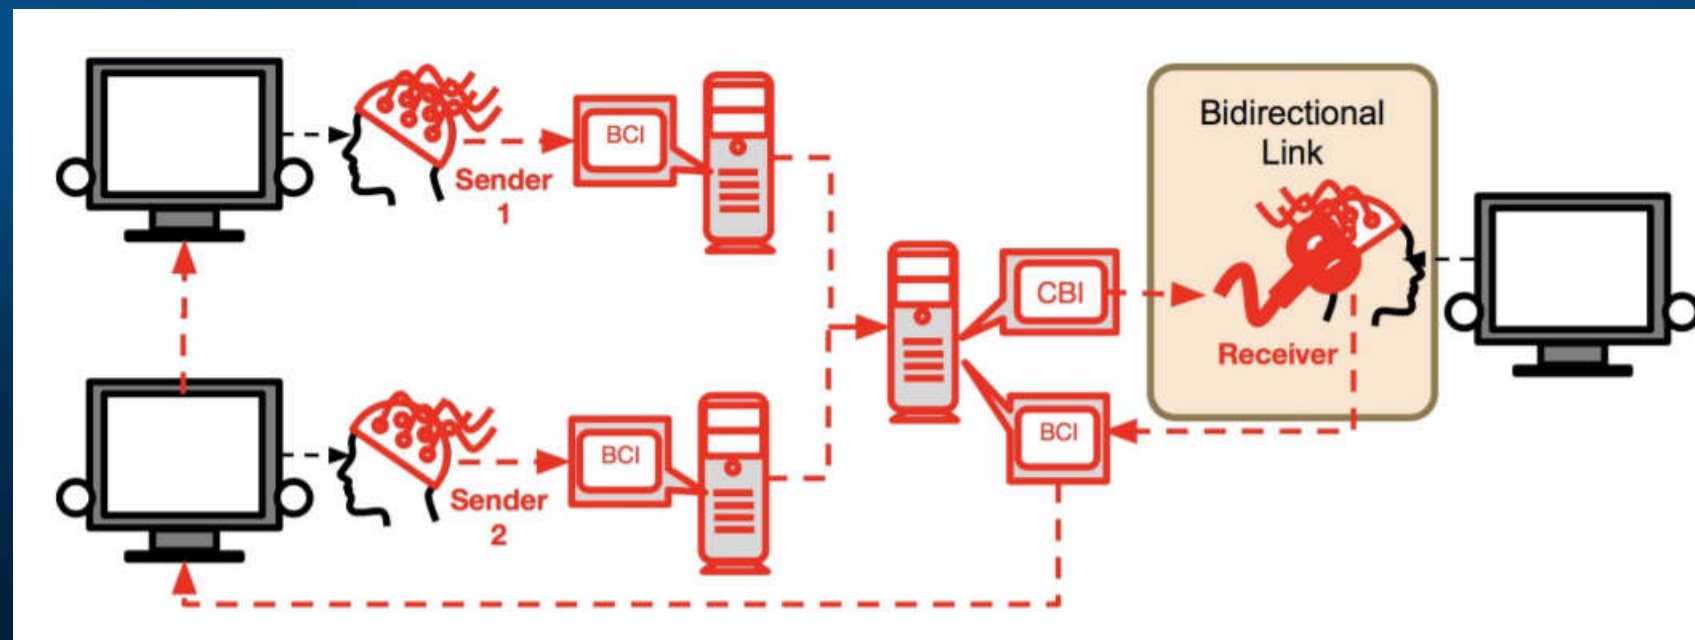 BCI
Sender
1
Bidirectional
Link
CBI
Receiver
BCI
BCI
Sender
2